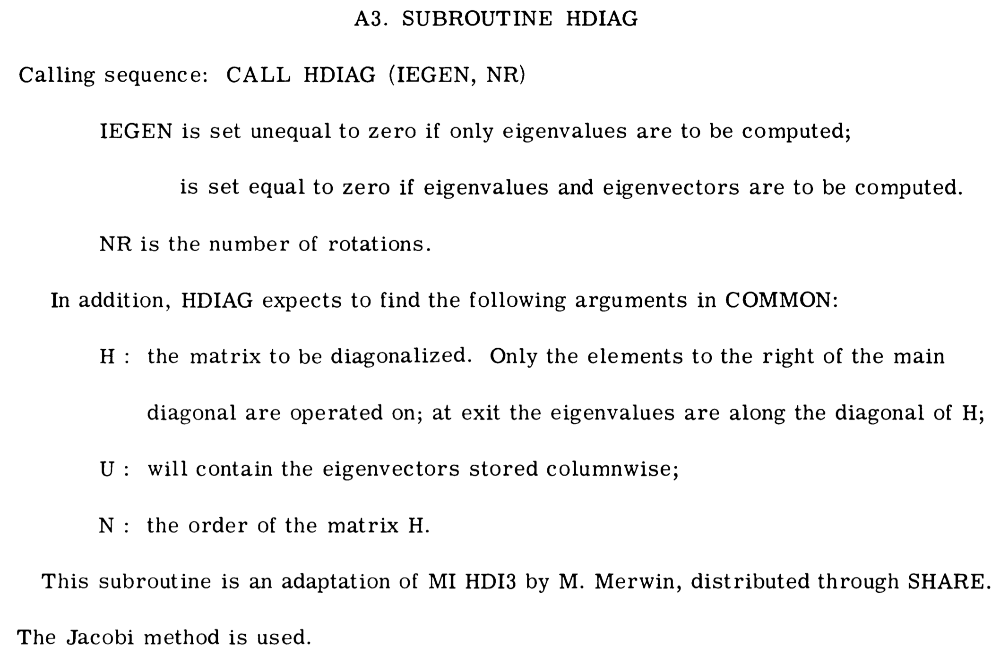 A3. SUBROUTINE HDIAG
Calling sequence: CALL HDIAG (IEGEN, NR)
IEGEN is set unequal to zero if only eigenvalues are to be computed;
is set equal to zero if eigenvalues and eigenvectors are to be computed.
NR is the number of rotations.
In addition, HDIAG expects to find the following arguments in COMMON:
H : the matrix to be diagonalized. Only the elements to the right of the main
diagonal are operated on; at exit the eigenvalues are along the diagonal of H;
U : will contain the eigenvectors stored columnwise;
N : the order of the matrix H.
This subroutine is an adaptation of MI HDI3 by M. Merwin, distributed through SHARE.
The Jacobi method is used.